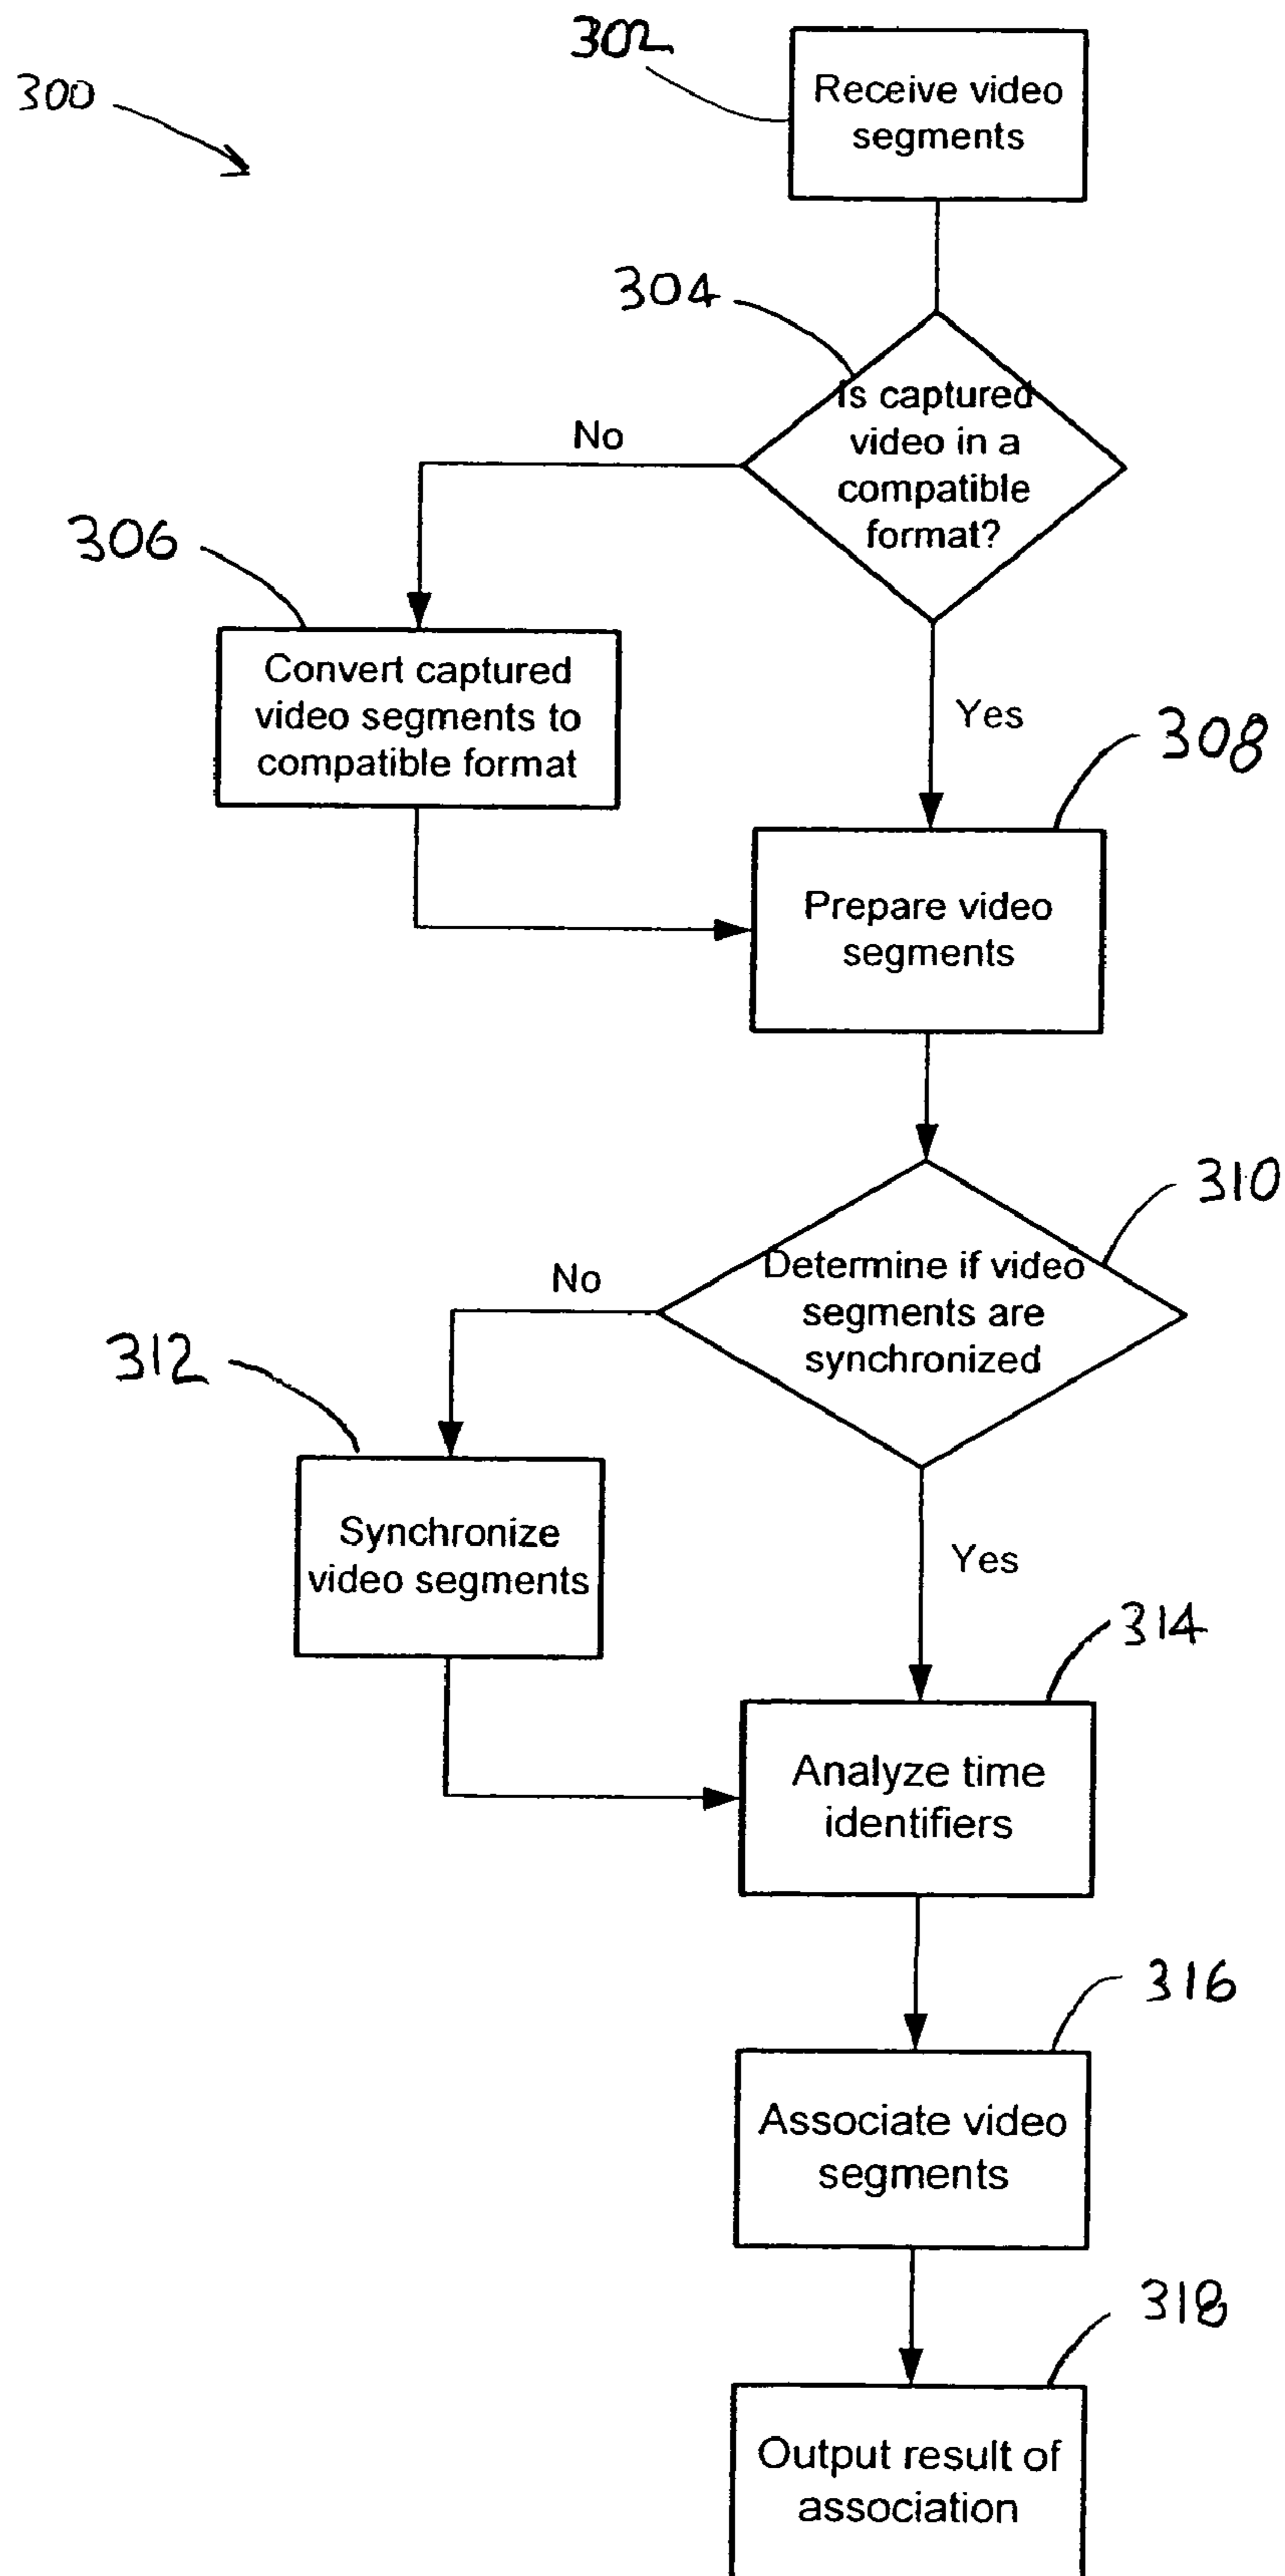 302
Receive video
segments
300
304
Is captured
video in a
compatible
format?
No
306
Convert captured
video segments to
compatible format
Yes
308
Prepare video
segments
310
Determine if video
segments are
synchronized
No
312
Synchronize
video segments
Yes
314
Analyze time
identifiers
316
Associate video
segments
318
Output result of
association